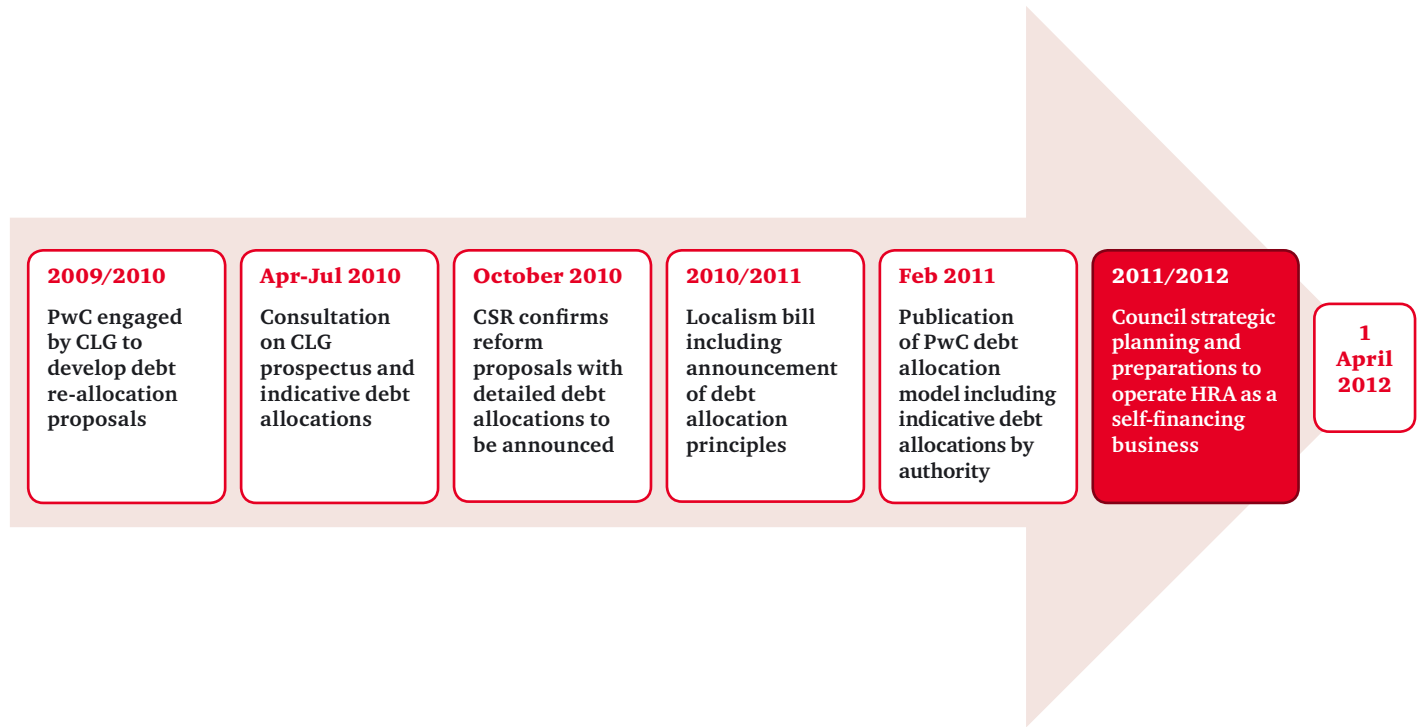 2009/2010
PwC engaged
by CLG to
develop debt
re-allocation
proposals
Apr-Jul 2010
Consultation
on CLG
prospectus and
indicative debt
allocations
October 2010
CSR confirms
reform
proposals with
detailed debt
allocations to
be announced
2010/2011
Localism bill
including
announcement
of debt
allocation
principles
Feb 2011
Publication
of PwC debt
allocation
model including
indicative debt
allocations by
authority
2011/2012
Council strategic
planning and
preparations to
operate HRA as a
self-financing
business
1
April
2012